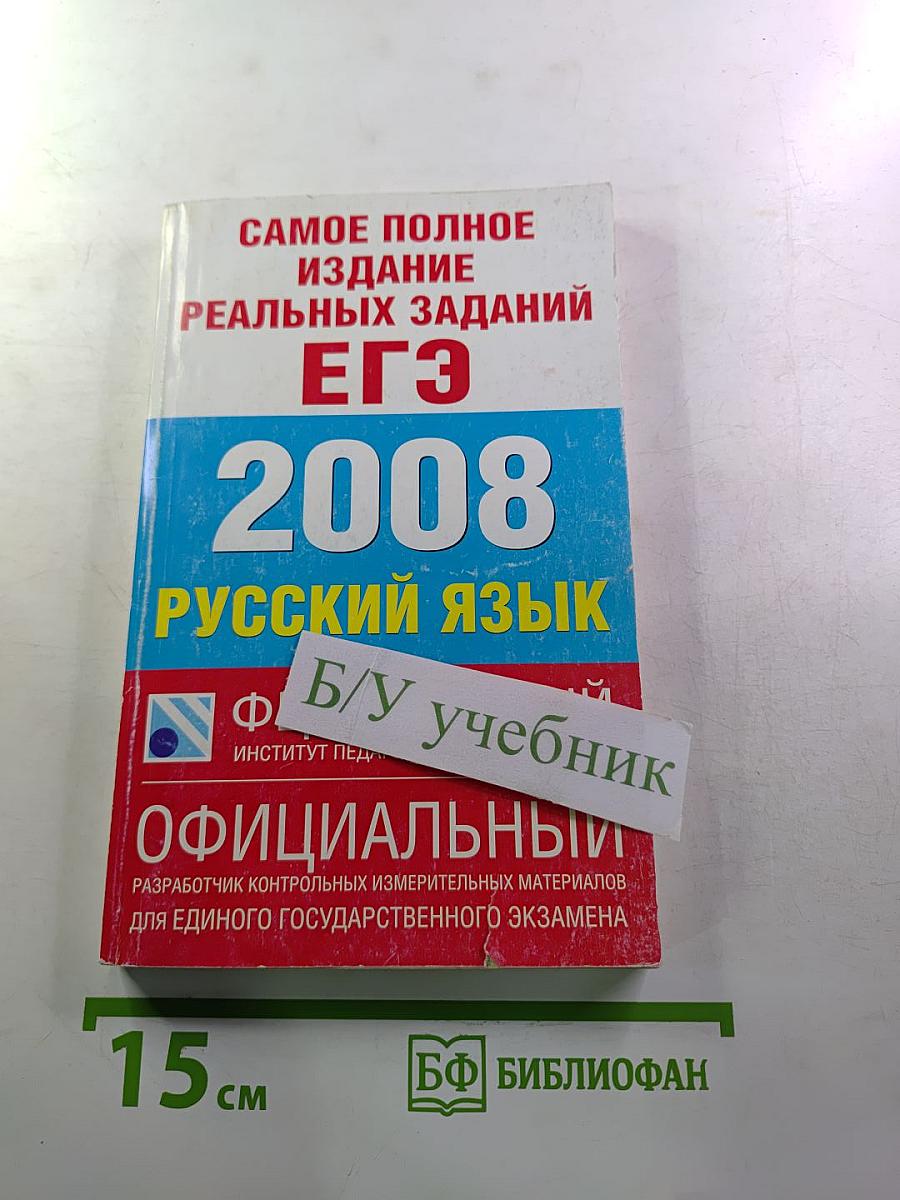 САМОЕ ПОЛНОЕ
ИЗДАНИЕ
РЕАЛЬНЫХ ЗАДАНИЙ
ЕГЭ
2008
РУССКИЙ ЯЗЫК
Б/У учебник
ИНСТИТУТ
ОФИЦИАЛЬНЫЙ
РАЗРАБОТЧИК КОНТРОЛЬНЫХ ИЗМЕРИТЕЛЬНЫХ МАТЕРИАЛОВ
ДЛЯ ЕДИНОГО ГОСУДАРСТВЕННОГО ЭКЗАМЕНА
15 см
БФ БИБЛИОФАН